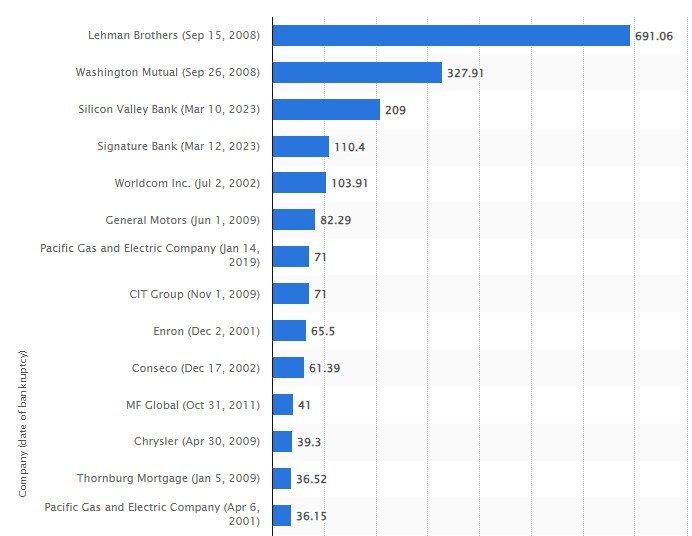 Lehman Brothers (Sep 15, 2008) 691.06
Washington Mutual (Sep 26, 2008) 327.91
Silicon Valley Bank (Mar 10, 2023) 209
Signature Bank (Mar 12, 2023) 110.4
Worldcom Inc. (Jul 2, 2002) 103.91
General Motors (Jun 1, 2009) 82.29
Pacific Gas and Electric Company (Jan 14,
2019) 71
CIT Group (Nov 1, 2009) 71
Enron (Dec 2, 2001) 65.5
Conseco (Dec 17, 2002) 61.39
MF Global (Oct 31, 2011) 41
Chrysler (Apr 30, 2009) 39.3
Thornburg Mortgage (Jan 5, 2009) 36.52
Pacific Gas and Electric Company (Apr 6,
2001) 36.15
Company (date of bankruptcy)